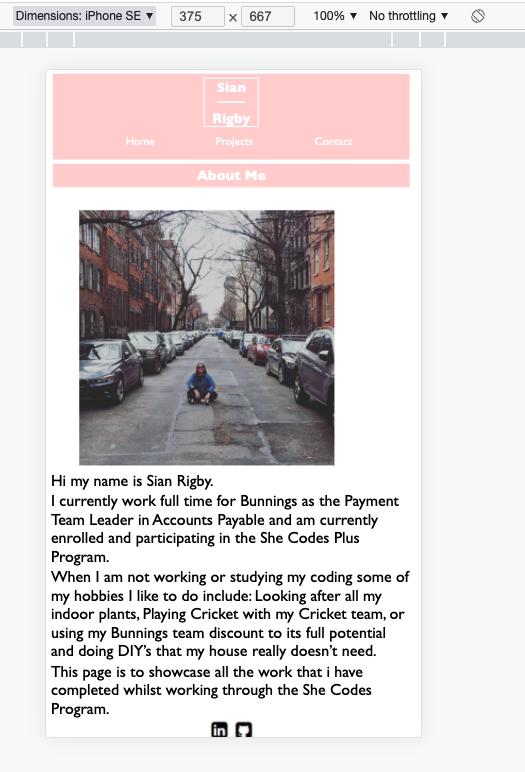 Dimensions: iPhone SE ▼ 375 × 667 100% ▼ No throttling ▼
Sian
Rigby
Home Projects Contact
About Me
Hi my name is Sian Rigby.
I currently work full time for Bunnings as the Payment
Team Leader in Accounts Payable and am currently
enrolled and participating in the She Codes Plus
Program.
When I am not working or studying my coding some of
my hobbies I like to do include: Looking after all my
indoor plants, Playing Cricket with my Cricket team, or
using my Bunnings team discount to its full potential
and doing DIY’s that my house really doesn’t need.
This page is to showcase all the work that i have
completed whilst working through the She Codes
Program.
in